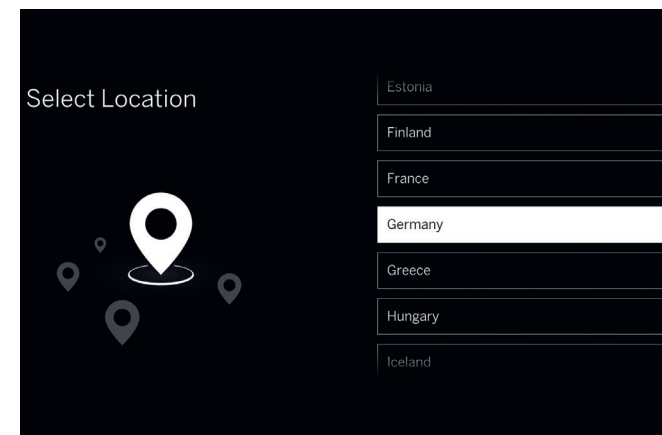 Select Location
Estonia
Finland
France
Germany
Greece
Hungary
Iceland